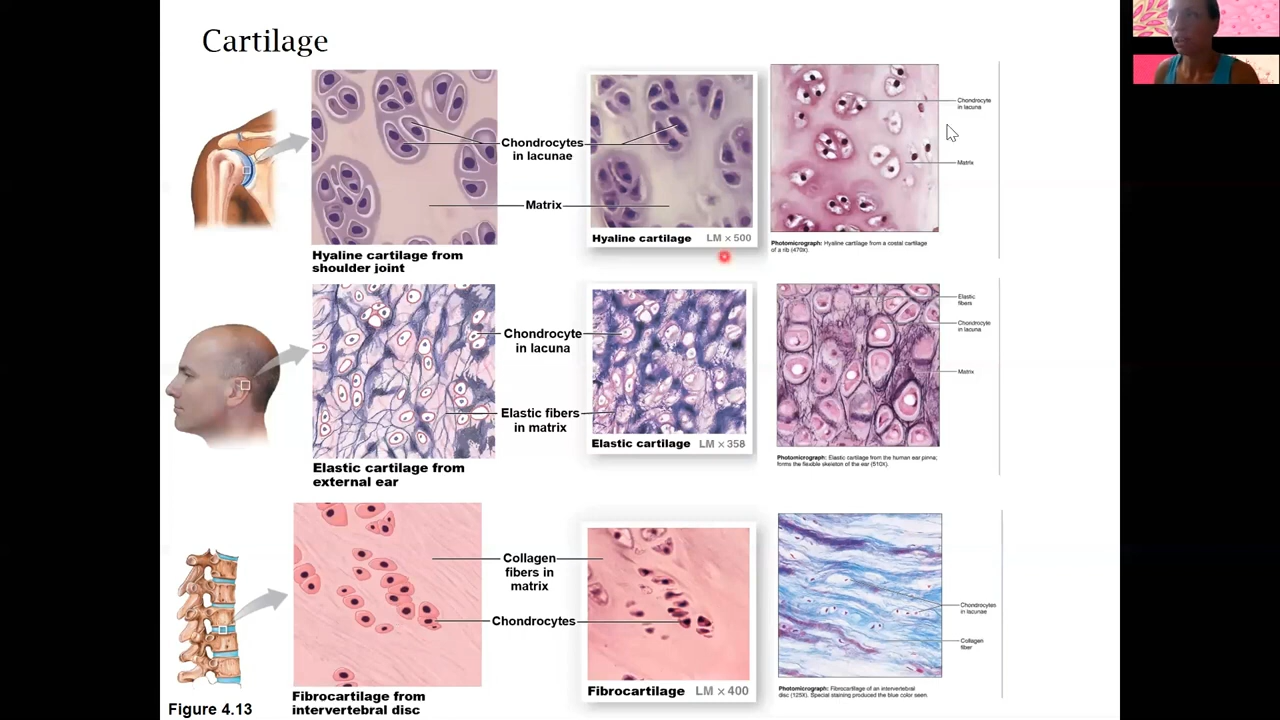 Cartilage
Chondrocytes
in lacunae
Matrix
Hyaline cartilage from
shoulder joint
Hyaline cartilage LM × 500
Chondrocyte
in lacuna
Matrix
Photomicrograph: Hyaline cartilage from a costal cartilage
of a rib (470X).
Chondrocyte
in lacuna
Elastic fibers
in matrix
Elastic cartilage from
external ear
Elastic cartilage LM × 358
Elastic
fibers
Chondrocyte
in lacuna
Matrix
Photomicrograph: Elastic cartilage from the human ear pinna;
forms the flexible skeleton of the ear (510X).
Collagen
fibers in
matrix
Chondrocytes
Fibrocartilage from
intervertebral disc
Fibrocartilage LM × 400
Chondrocytes
in lacunae
Collagen
fiber
Photomicrograph: Fibrocartilage of an intervertebral
disc (125X). Special staining produced the blue color seen.
Figure 4.13